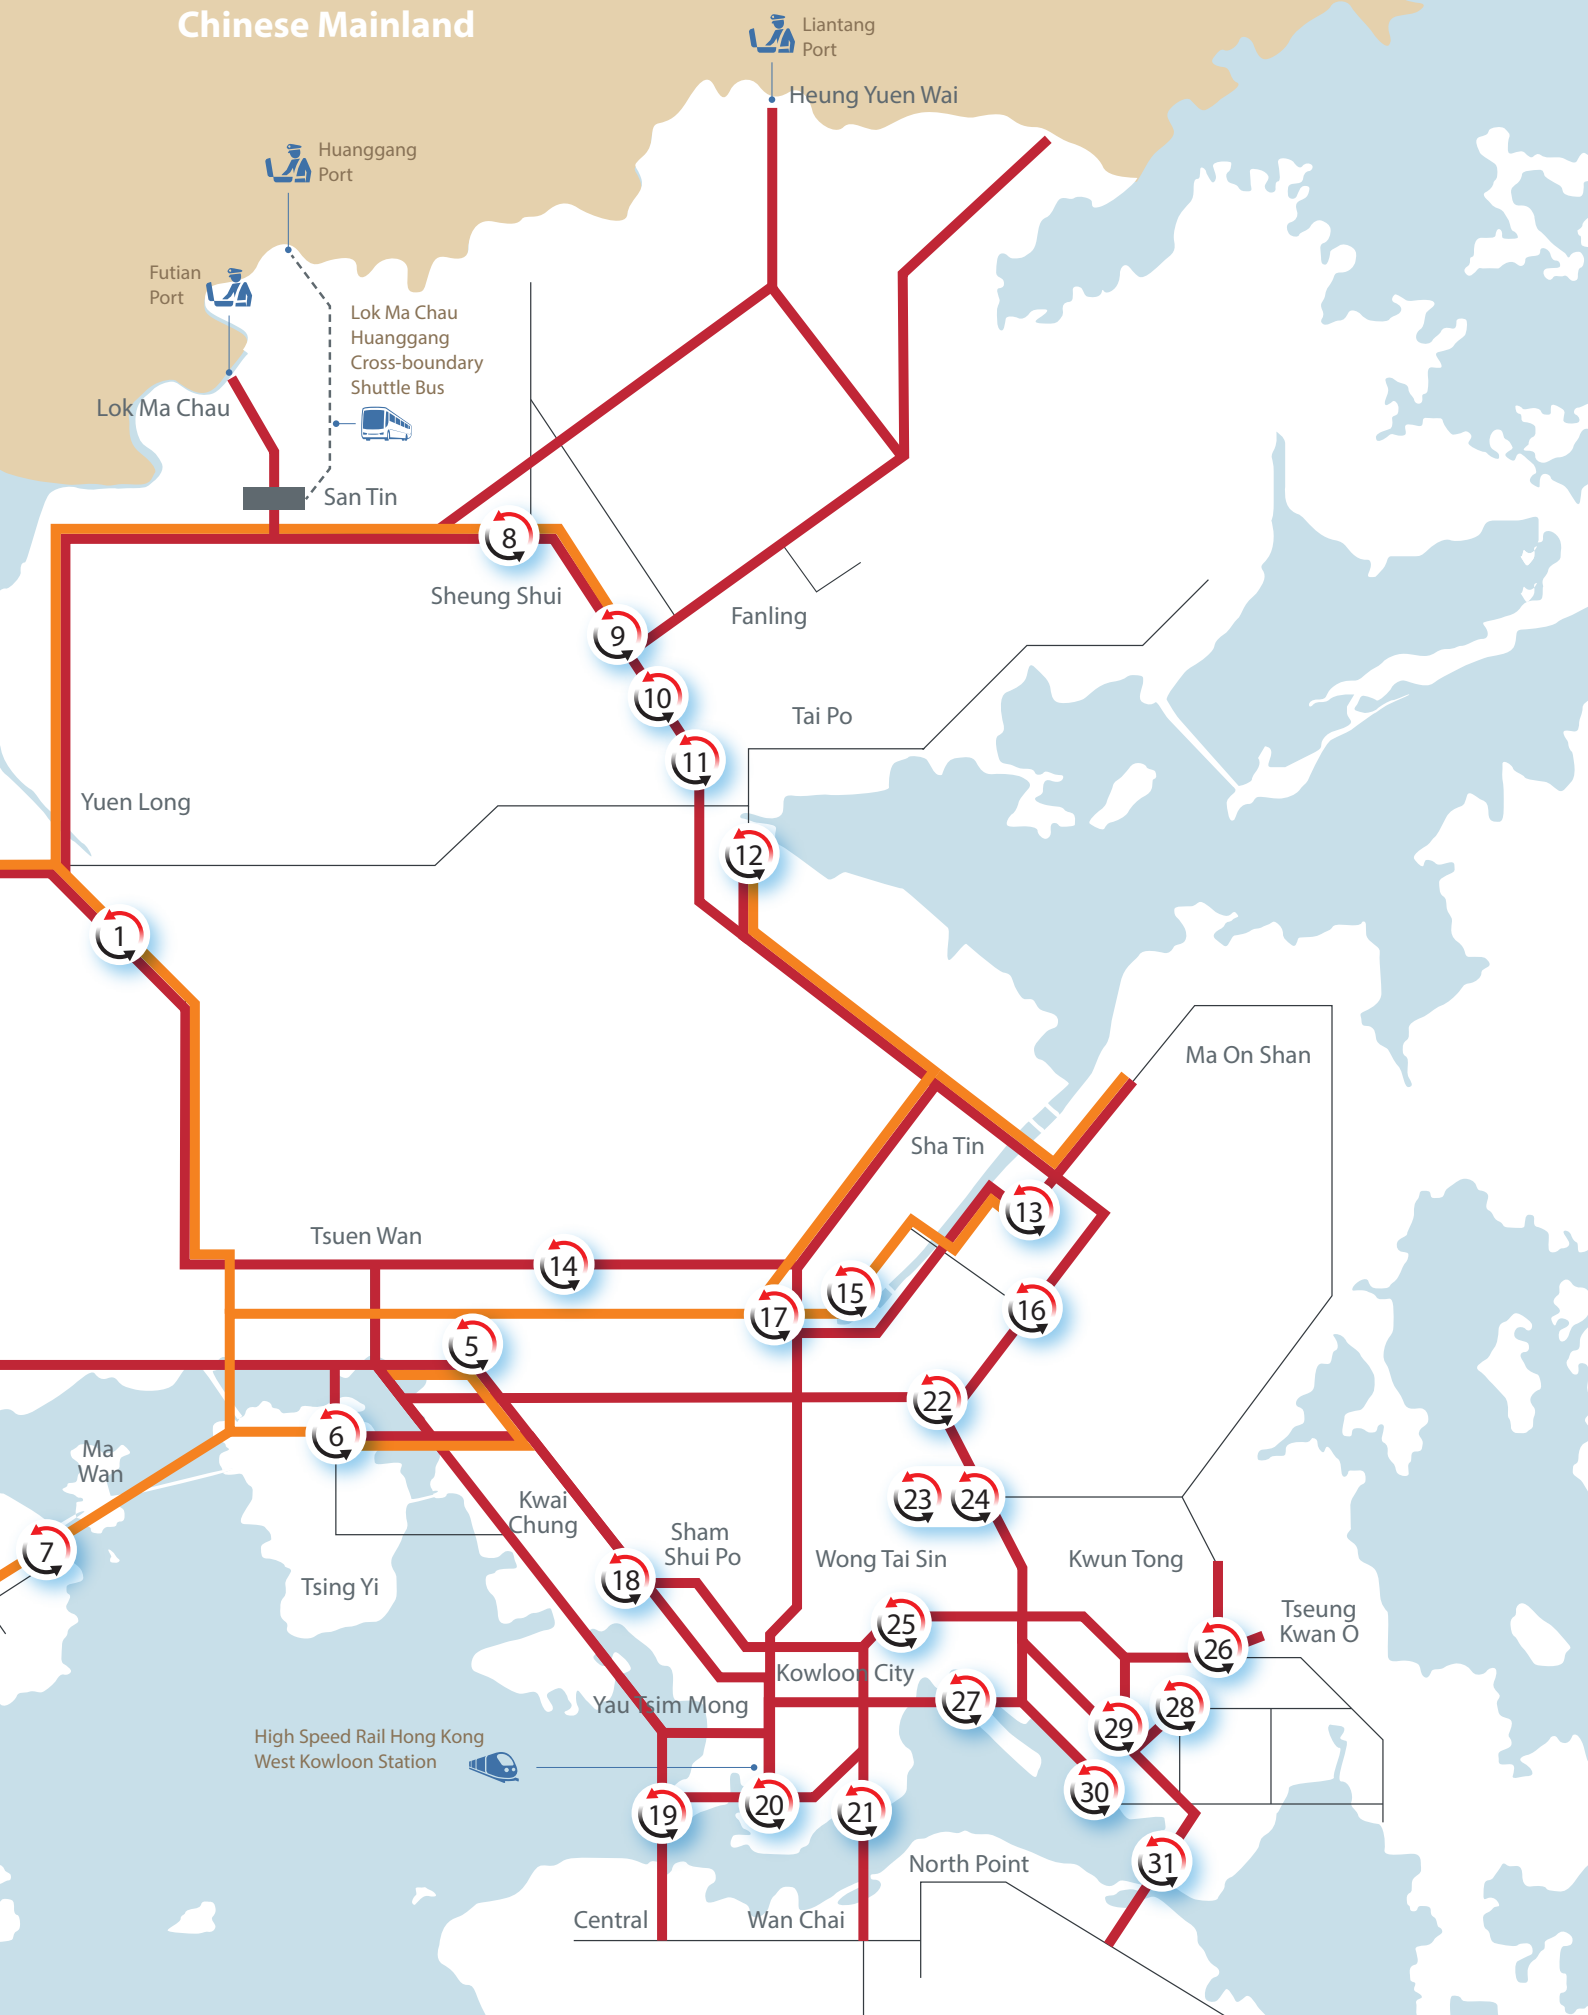 Chinese Mainland
Liantang
Port
Heung Yuen Wai
Huanggang
Port
Futian
Port
Lok Ma Chau
Huanggang
Cross-boundary
Shuttle Bus
Lok Ma Chau
San Tin
8
Sheung Shui
9
Fanling
10
Tai Po
11
Yuen Long
12
1
Ma On Shan
Sha Tin
13
Tsuen Wan
14
15
16
17
5
22
6
Ma
Wan
23
24
Kwai
Chung
7
Sham
Shui Po
Wong Tai Sin
Kwun Tong
18
Tsing Yi
Tseung
Kwan O
25
26
Kowloon City
Yau Tsim Mong
27
28
29
High Speed Rail Hong Kong
West Kowloon Station
30
19
20
21
31
North Point
Central
Wan Chai